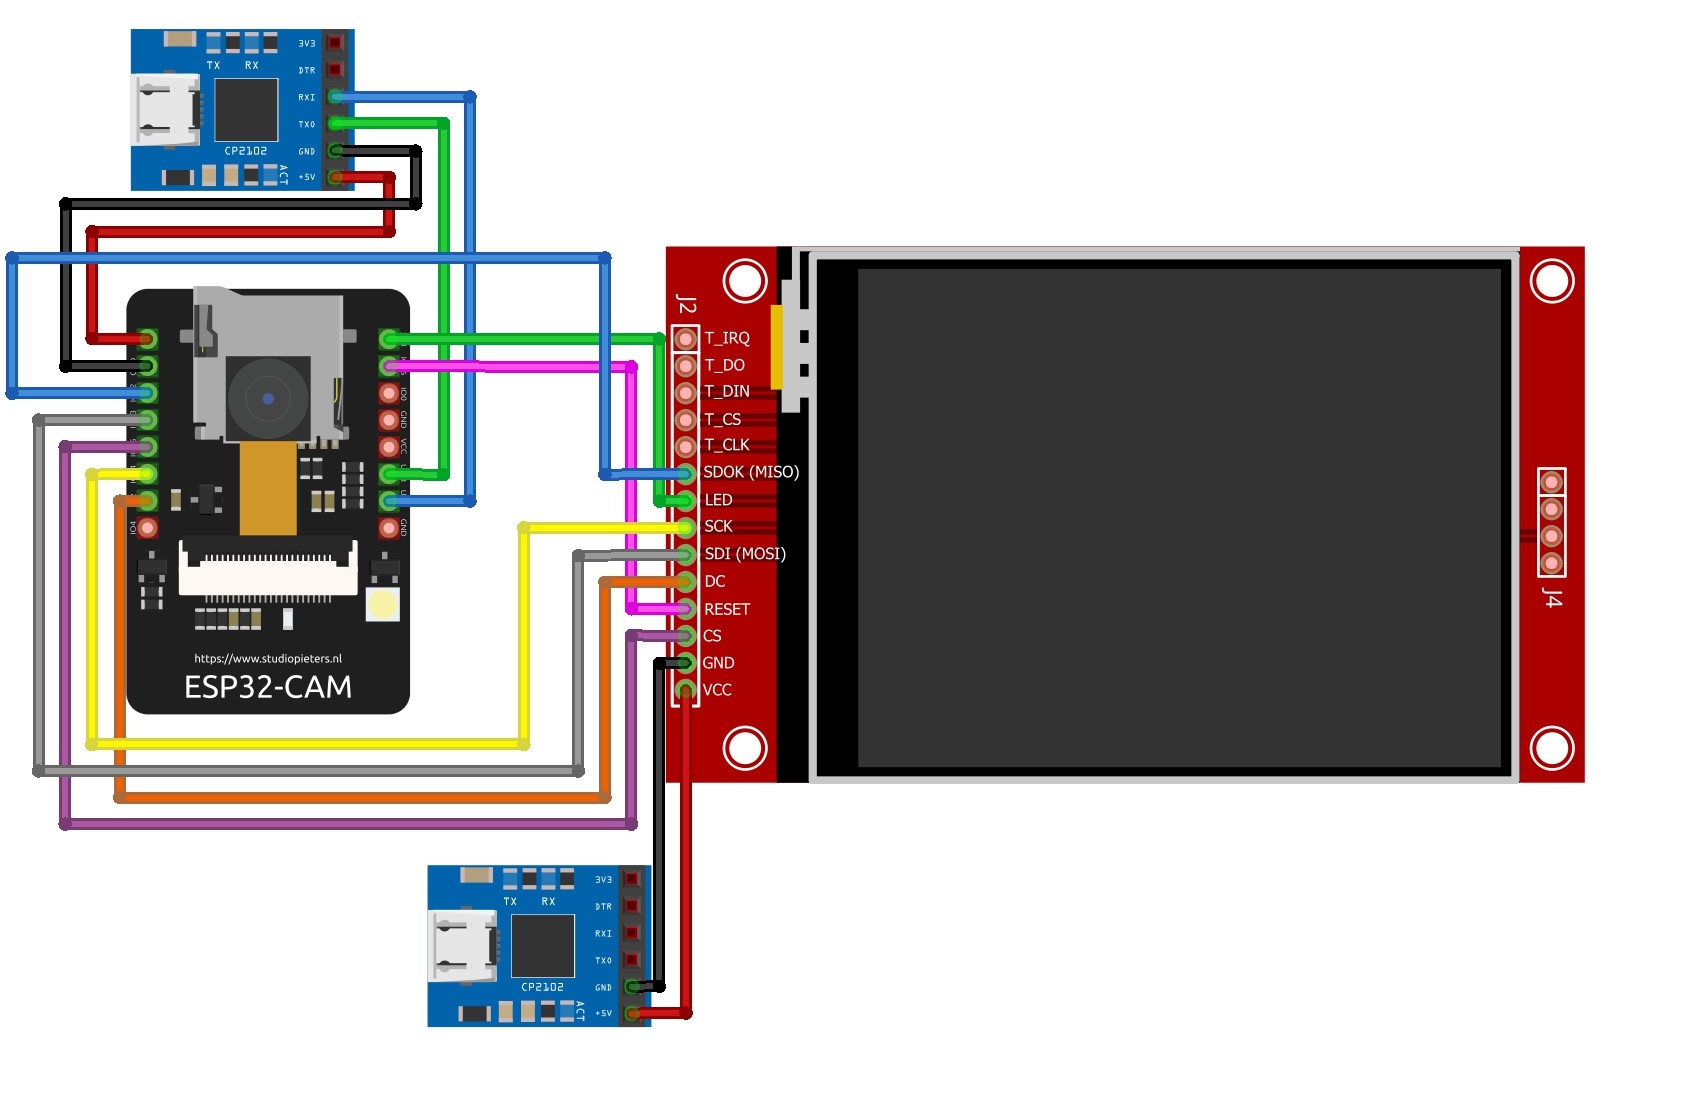 3V3
DTR
RXI
TXO
GND
+5V
TX RX
CP2102
ACT
J2
T_IRQ
T_DO
T_DIN
T_CS
T_CLK
SDOK (MISO)
LED
SCK
SDI (MOSI)
DC
RESET
CS
GND
VCC
J4
IO0
GND
VCC
GND
IO4
https://www.studiopieters.nl
ESP32-CAM
3V3
DTR
RXI
TXO
GND
+5V
TX RX
CP2102
ACT